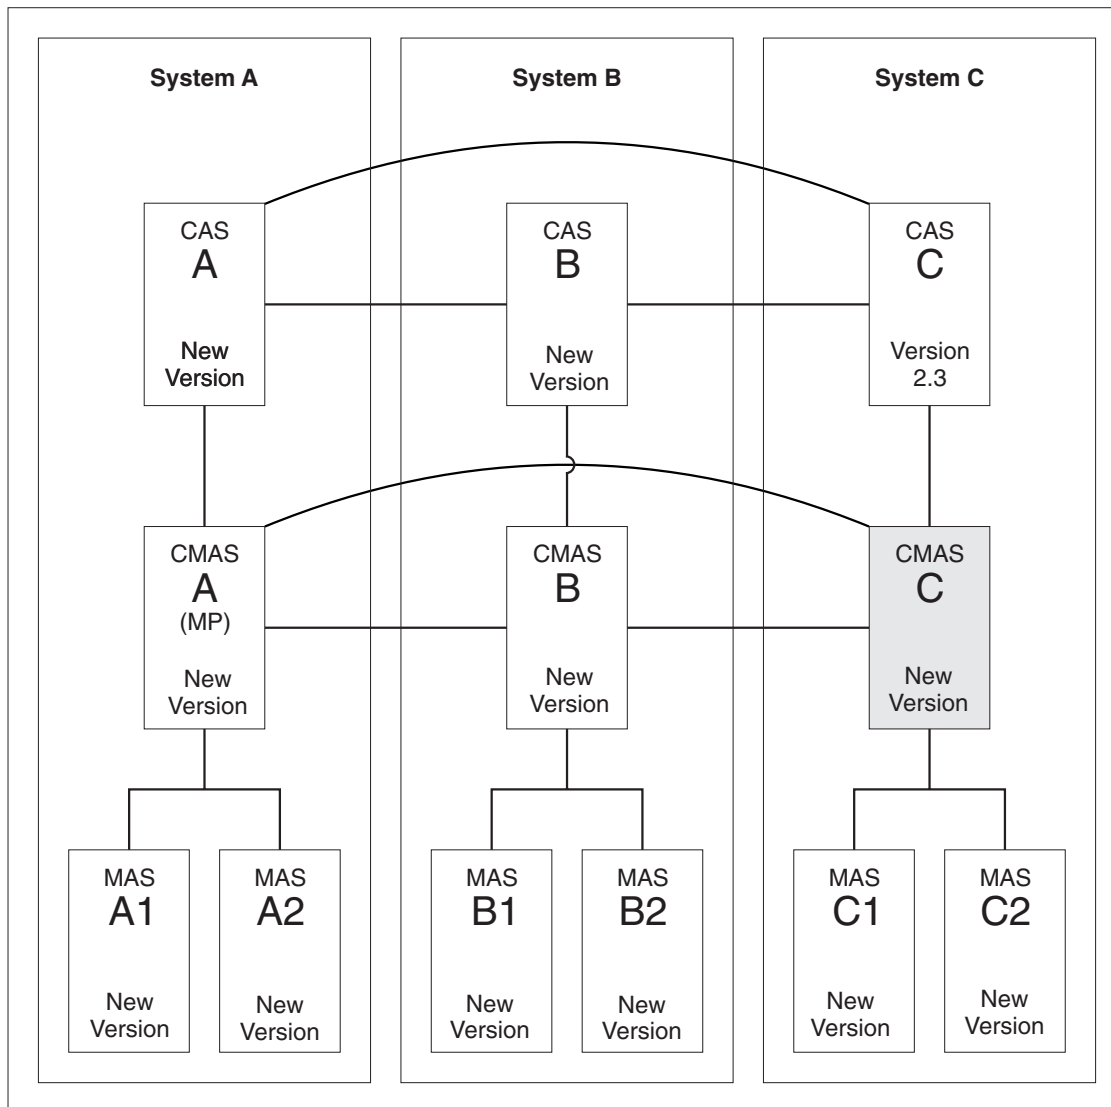 System A
System B
System C
CAS
A
New
Version
CAS
B
New
Version
CAS
C
Version
2.3
CMAS
A
(MP)
New
Version
CMAS
B
New
Version
CMAS
C
New
Version
MAS
A1
New
Version
MAS
A2
New
Version
MAS
B1
New
Version
MAS
B2
New
Version
MAS
C1
New
Version
MAS
C2
New
Version